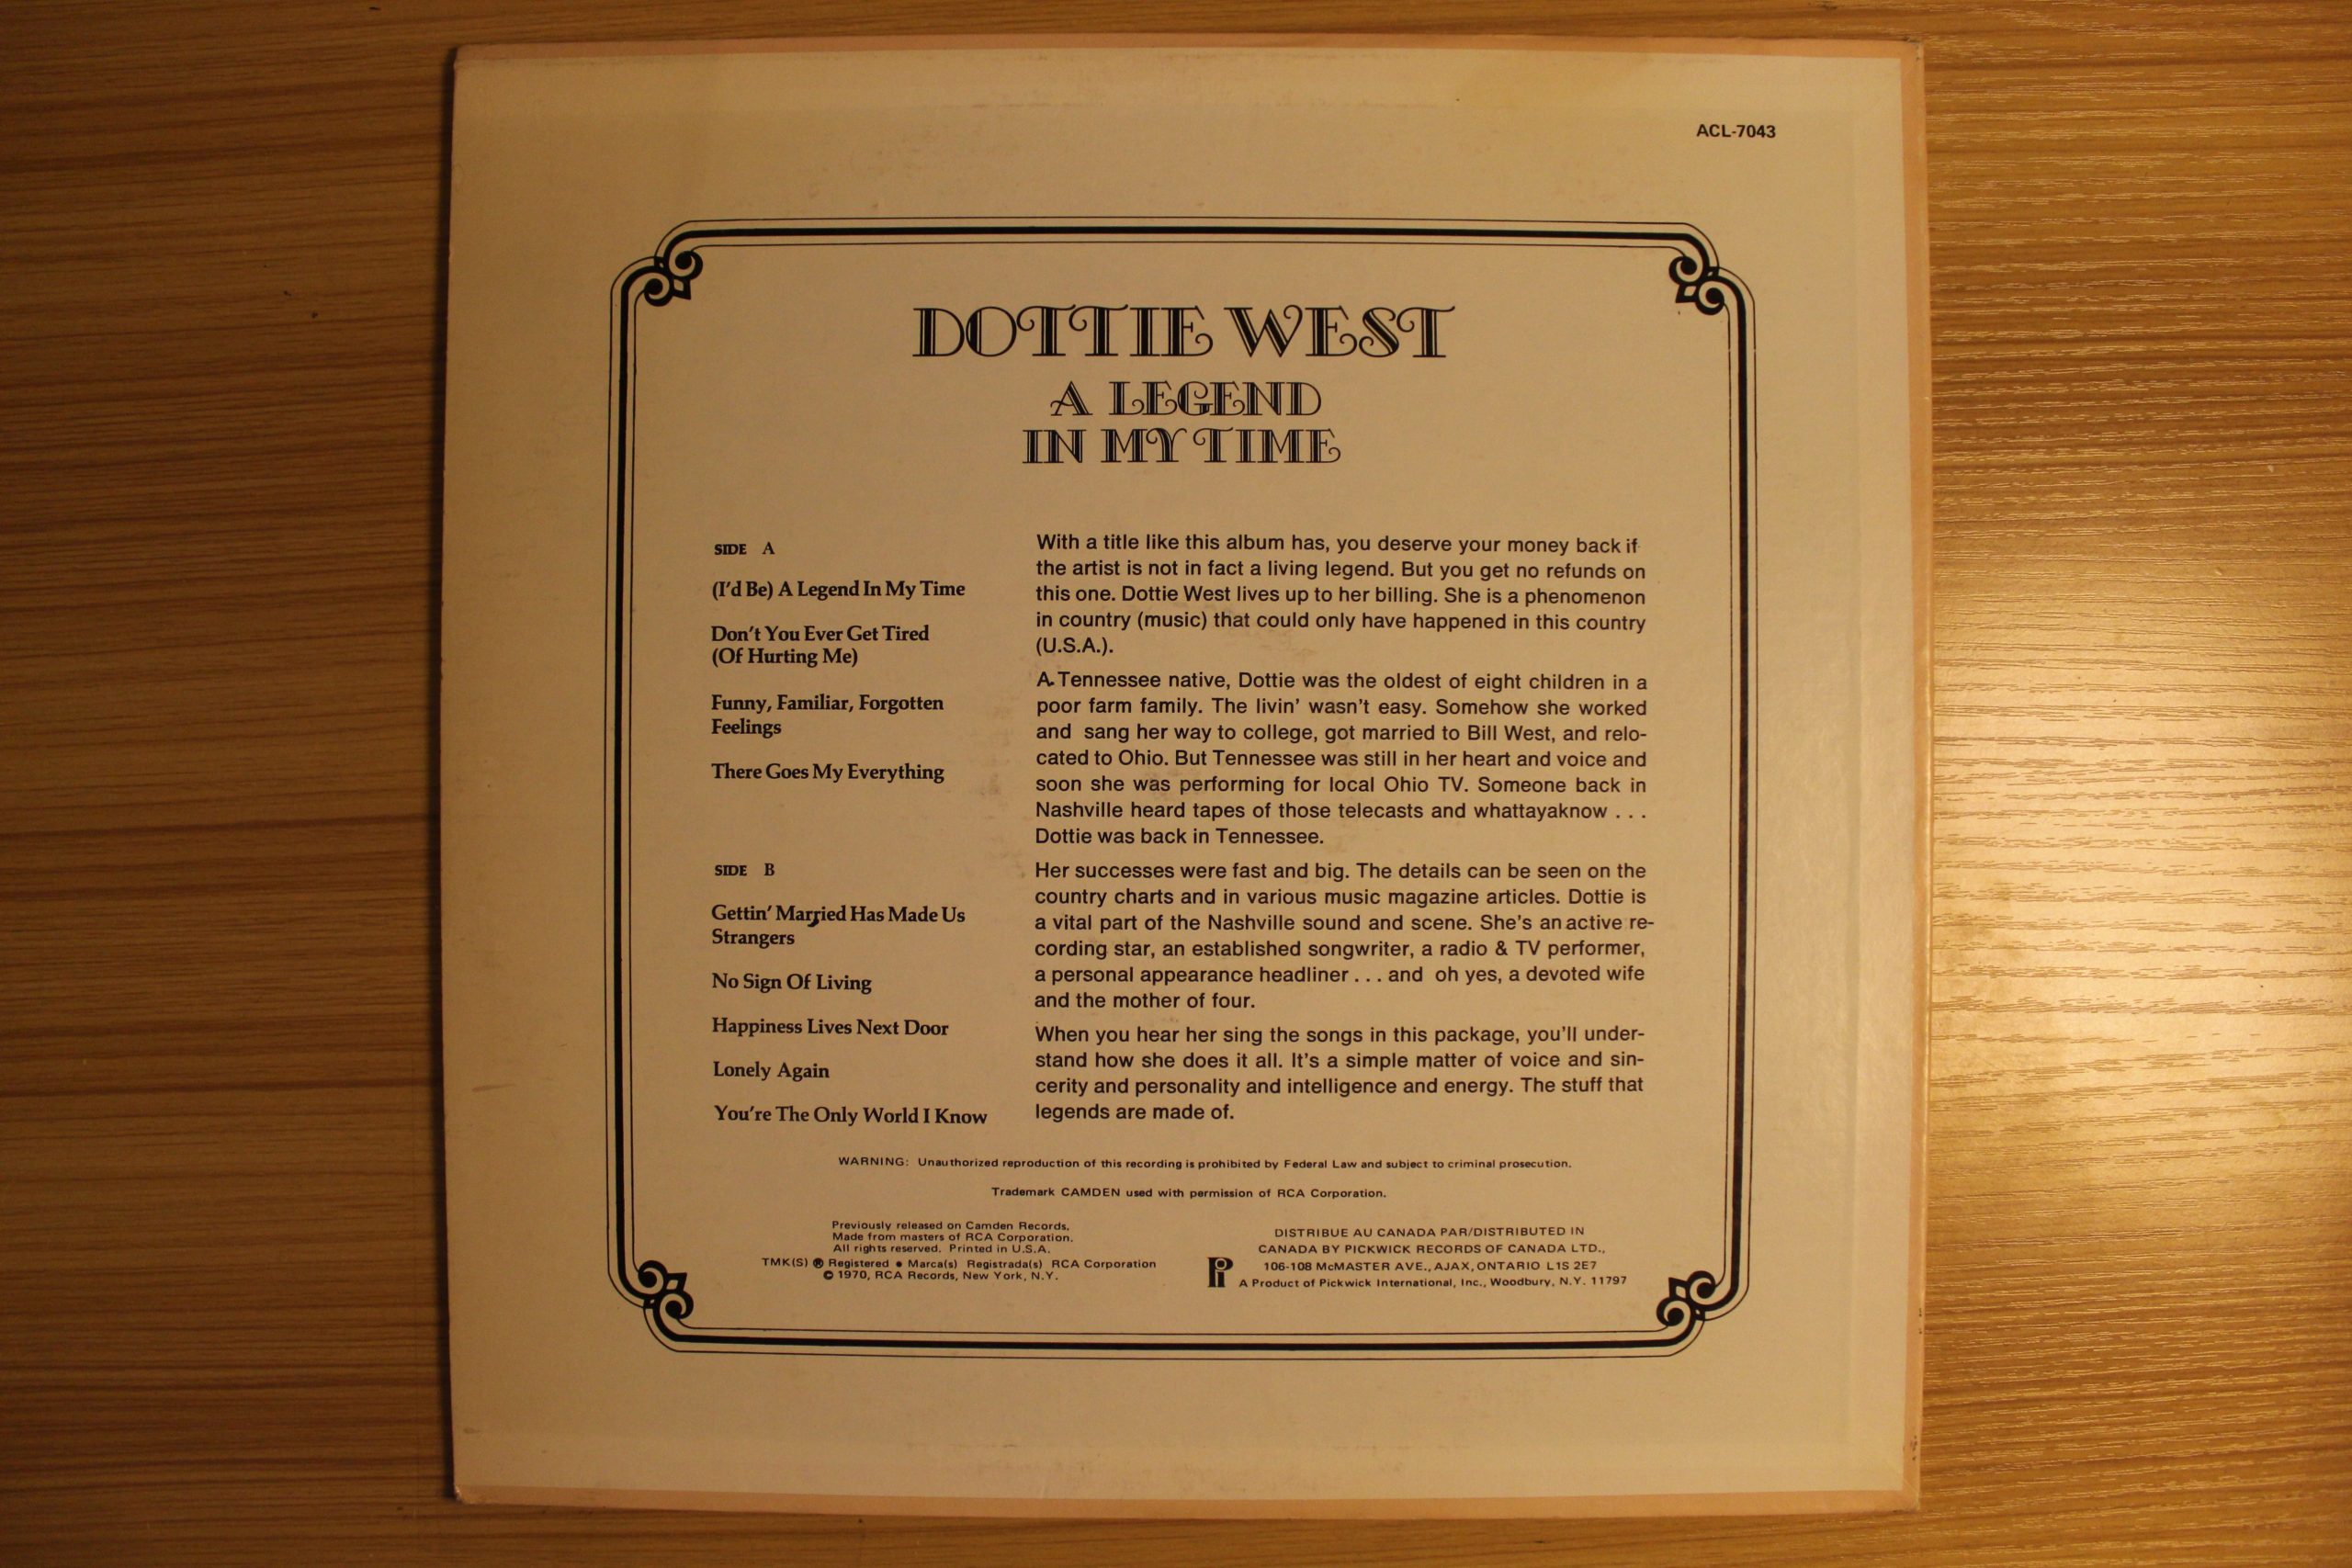 ACL-7043
DOTTIE WEST
A LEGEND
IN MY TIME
SIDE A
(I'd Be) A Legend In My Time
Don't You Ever Get Tired
(Of Hurting Me)
Funny, Familiar, Forgotten
Feelings
There Goes My Everything
SIDE B
Gettin' Married Has Made Us
Strangers
No Sign Of Living
Happiness Lives Next Door
Lonely Again
You're The Only World I Know
With a title like this album has, you deserve your money back if
the artist is not in fact a living legend. But you get no refunds on
this one. Dottie West lives up to her billing. She is a phenomenon
in country (music) that could only have happened in this country
(U.S.A.).
A Tennessee native, Dottie was the oldest of eight children in a
poor farm family. The livin' wasn't easy. Somehow she worked
and sang her way to college, got married to Bill West, and relo-
cated to Ohio. But Tennessee was still in her heart and voice and
soon she was performing for local Ohio TV. Someone back in
Nashville heard tapes of those telecasts and whattayaknow . . .
Dottie was back in Tennessee.
Her successes were fast and big. The details can be seen on the
country charts and in various music magazine articles. Dottie is
a vital part of the Nashville sound and scene. She's an active re-
cording star, an established songwriter, a radio & TV performer,
a personal appearance headliner . . . and oh yes, a devoted wife
and the mother of four.
When you hear her sing the songs in this package, you'll under-
stand how she does it all. It's a simple matter of voice and sin-
cerity and personality and intelligence and energy. The stuff that
legends are made of.
WARNING: Unauthorized reproduction of this recording is prohibited by Federal Law and subject to criminal prosecution.
Trademark CAMDEN used with permission of RCA Corporation.
Previously released on Camden Records.
Made from masters of RCA Corporation.
All rights reserved. Printed in U.S.A.
TMK(S) ® Registered • Marca(s) Registrada(s) RCA Corporation
© 1970, RCA Records, New York, N.Y.
DISTRIBUE AU CANADA PAR/DISTRIBUTED IN
CANADA BY PICKWICK RECORDS OF CANADA LTD.,
106-108 McMASTER AVE., AJAX, ONTARIO L1S 2E7
A Product of Pickwick International, Inc., Woodbury, N.Y. 11797